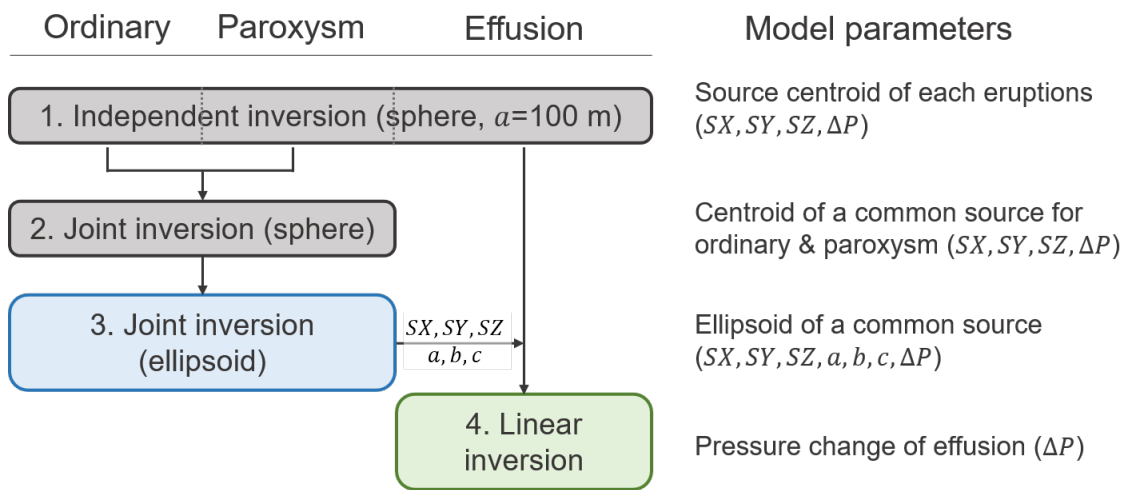 Ordinary Paroxysm Effusion Model parameters
1. Independent inversion (sphere, a=100 m)
Source centroid of each eruptions
(SX, SY, SZ, ΔP)
2. Joint inversion (sphere)
Centroid of a common source for
ordinary & paroxysm (SX, SY, SZ, ΔP)
3. Joint inversion
(ellipsoid)
SX, SY, SZ
a, b, c
Ellipsoid of a common source
(SX, SY, SZ, a, b, c, ΔP)
4. Linear
inversion
Pressure change of effusion (ΔP)